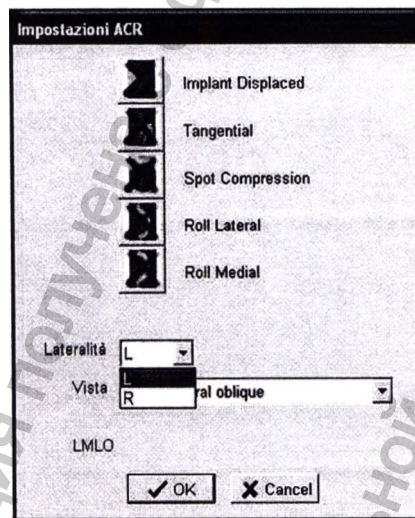 Impostazioni ACR
Implant Displaced
Tangential
Spot Compression
Roll Lateral
Roll Medial
Lateralità L
L
R
Vista ral oblique
LMLO
OK Cancel